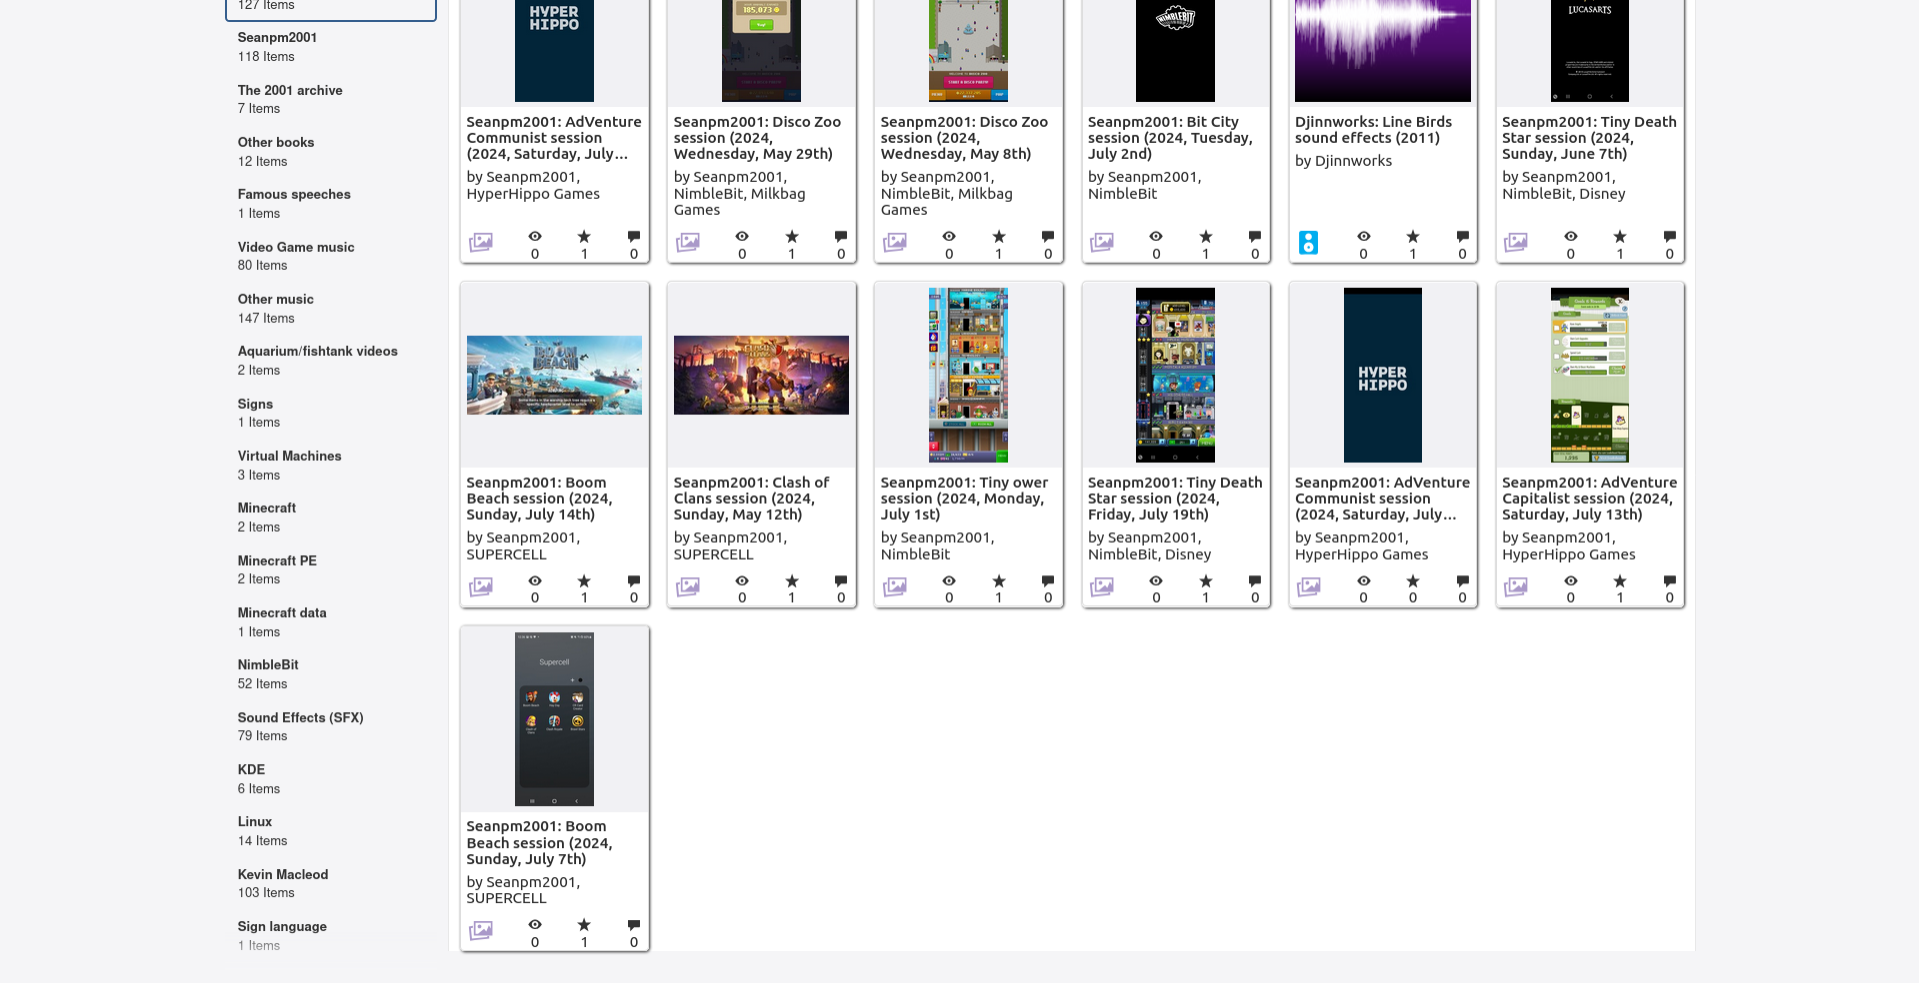 127 Items
Seanpm2001
118 Items
The 2001 archive
7 Items
Other books
12 Items
Famous speeches
1 Items
Video Game music
80 Items
Other music
147 Items
Aquarium/fishtank videos
2 Items
Signs
1 Items
Virtual Machines
3 Items
Minecraft
2 Items
Minecraft PE
2 Items
Minecraft data
1 Items
NimbleBit
52 Items
Sound Effects (SFX)
79 Items
KDE
6 Items
Linux
14 Items
Kevin Macleod
103 Items
Sign language
1 Items
HYPER
HIPPO
Seanpm2001: AdVenture
Communist session
(2024, Saturday, July...
by Seanpm2001,
HyperHippo Games
0 1 0
185,073
Seanpm2001: Disco Zoo
session (2024,
Wednesday, May 29th)
by Seanpm2001,
NimbleBit, Milkbag
Games
0 1 0
Seanpm2001: Disco Zoo
session (2024,
Wednesday, May 8th)
by Seanpm2001,
NimbleBit, Milkbag
Games
0 1 0
NIMBLEBIT
Seanpm2001: Bit City
session (2024, Tuesday,
July 2nd)
by Seanpm2001,
NimbleBit
0 1 0
Djinnworks: Line Birds
sound effects (2011)
by Djinnworks
0 1 0
LUCASARTS
Seanpm2001: Tiny Death
Star session (2024,
Sunday, June 7th)
by Seanpm2001,
NimbleBit, Disney
0 1 0
BOOM
BEACH
Seanpm2001: Boom
Beach session (2024,
Sunday, July 14th)
by Seanpm2001,
SUPERCELL
0 1 0
Seanpm2001: Clash of
Clans session (2024,
Sunday, May 12th)
by Seanpm2001,
SUPERCELL
0 1 0
Seanpm2001: Tiny ower
session (2024, Monday,
July 1st)
by Seanpm2001,
NimbleBit
0 1 0
Seanpm2001: Tiny Death
Star session (2024,
Friday, July 19th)
by Seanpm2001,
NimbleBit, Disney
0 1 0
HYPER
HIPPO
Seanpm2001: AdVenture
Communist session
(2024, Saturday, July...
by Seanpm2001,
HyperHippo Games
0 0 0
Seanpm2001: AdVenture
Capitalist session (2024,
Saturday, July 13th)
by Seanpm2001,
HyperHippo Games
0 1 0
Supercell
Seanpm2001: Boom
Beach session (2024,
Sunday, July 7th)
by Seanpm2001,
SUPERCELL
0 1 0